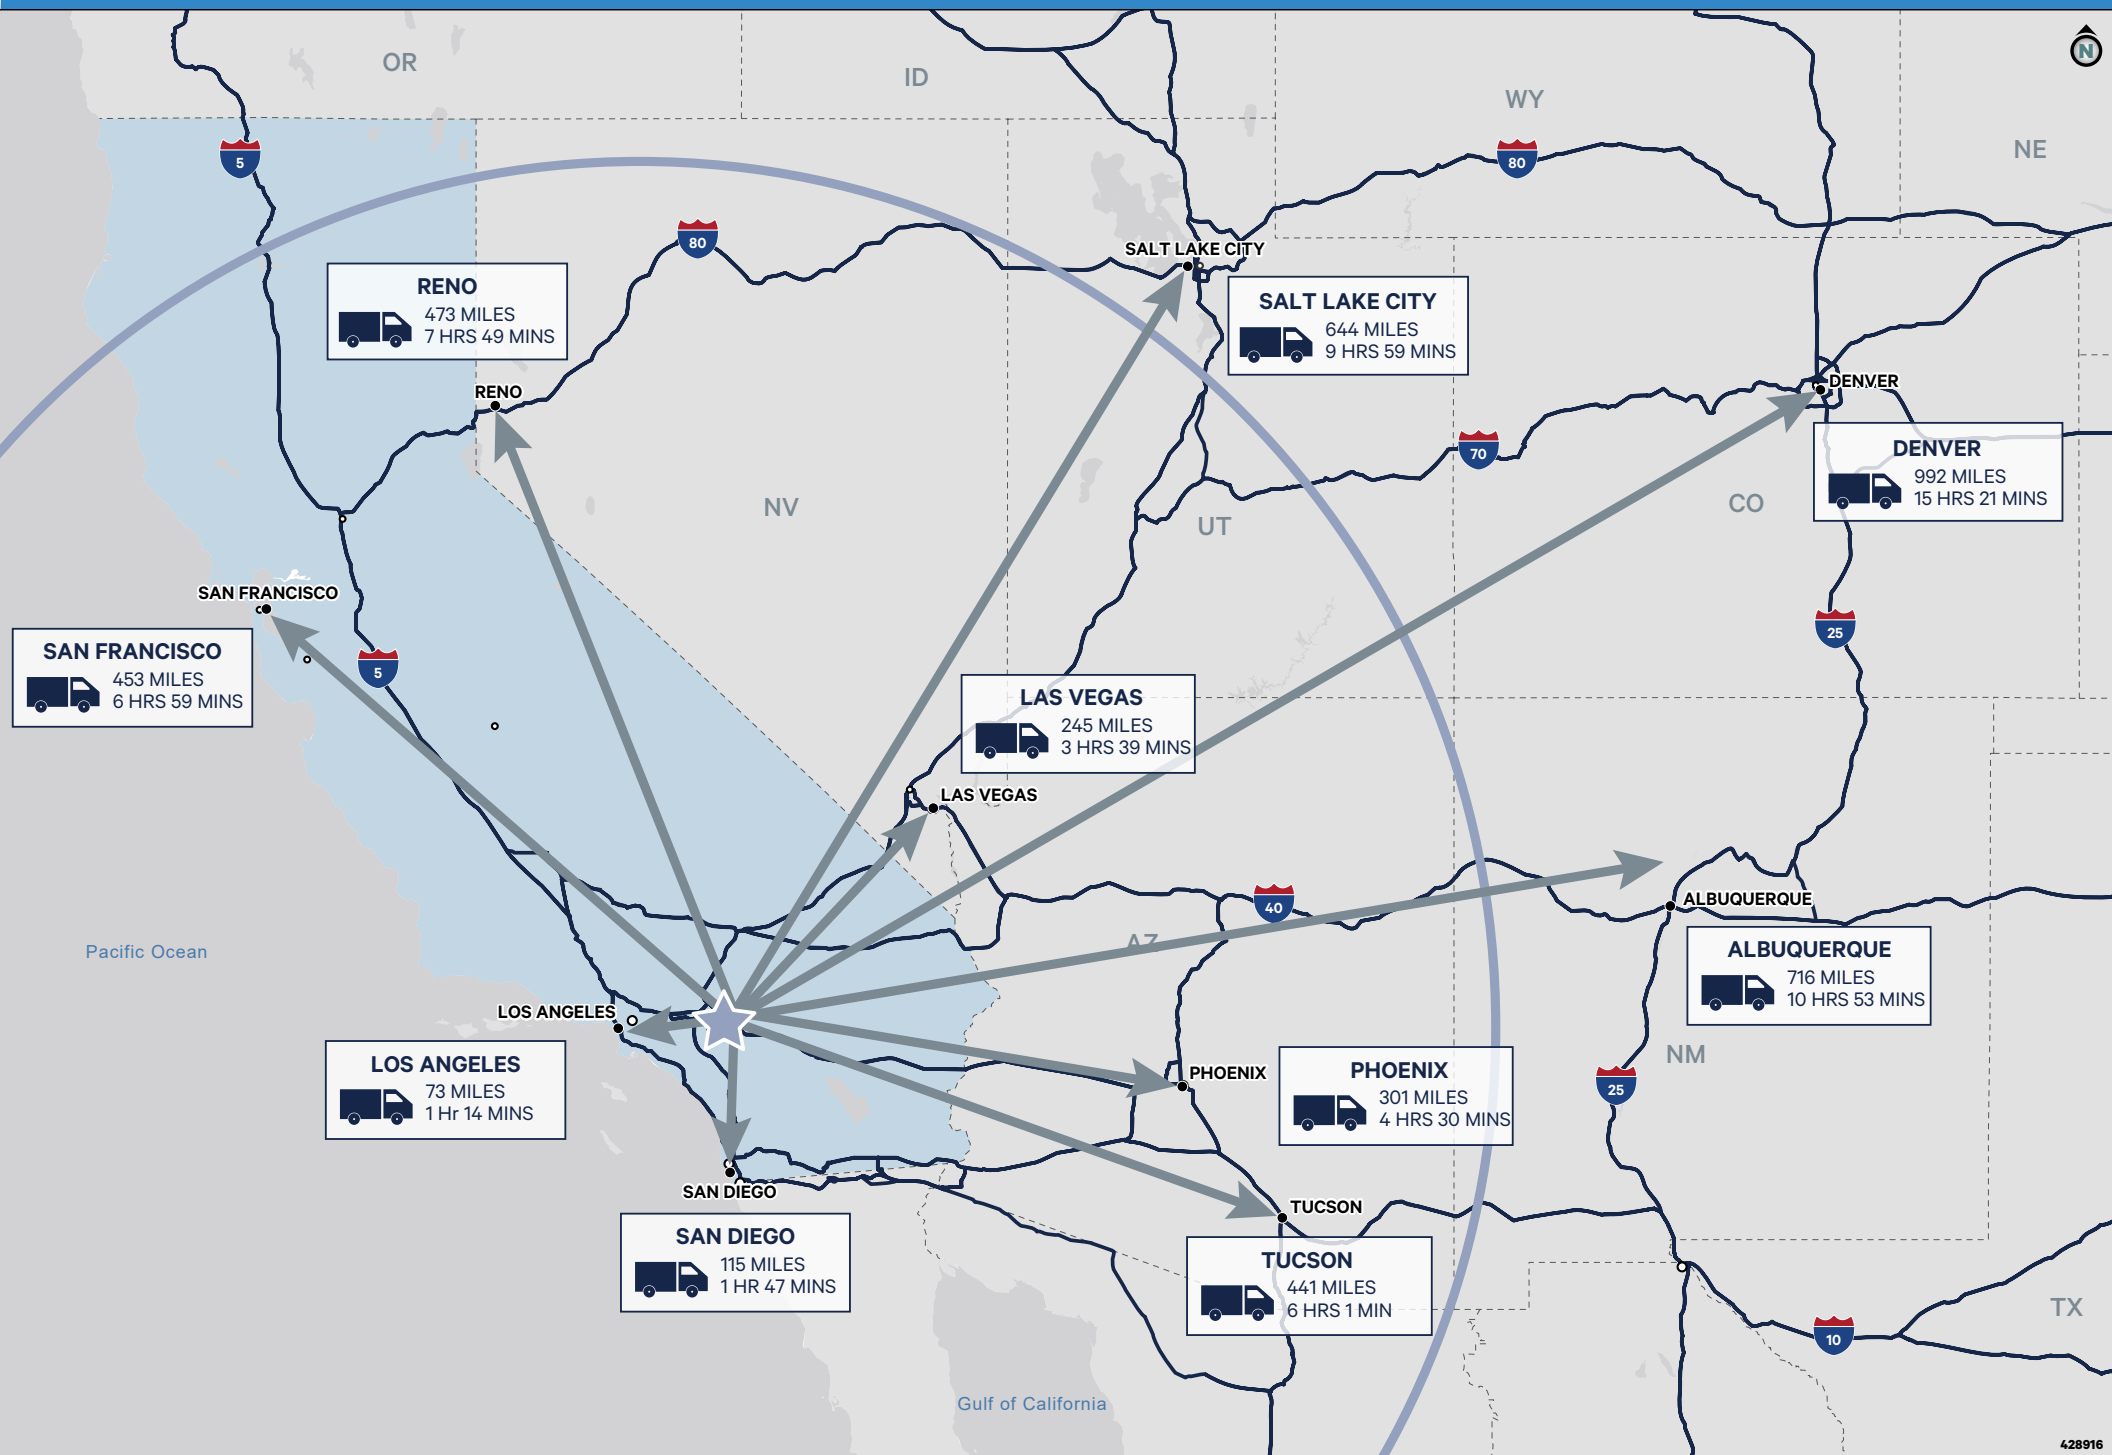 OR
ID
WY
NE
N
5
80
80
SALT LAKE CITY
RENO
473 MILES
7 HRS 49 MINS
SALT LAKE CITY
644 MILES
9 HRS 59 MINS
RENO
DENVER
DENVER
992 MILES
15 HRS 21 MINS
70
NV
UT
CO
SAN FRANCISCO
25
SAN FRANCISCO
453 MILES
6 HRS 59 MINS
5
LAS VEGAS
245 MILES
3 HRS 39 MINS
LAS VEGAS
40
ALBUQUERQUE
AZ
Pacific Ocean
ALBUQUERQUE
716 MILES
10 HRS 53 MINS
LOS ANGELES
LOS ANGELES
73 MILES
1 Hr 14 MINS
PHOENIX
PHOENIX
301 MILES
4 HRS 30 MINS
NM
25
SAN DIEGO
TUCSON
SAN DIEGO
115 MILES
1 HR 47 MINS
TUCSON
441 MILES
6 HRS 1 MIN
TX
10
Gulf of California
428916